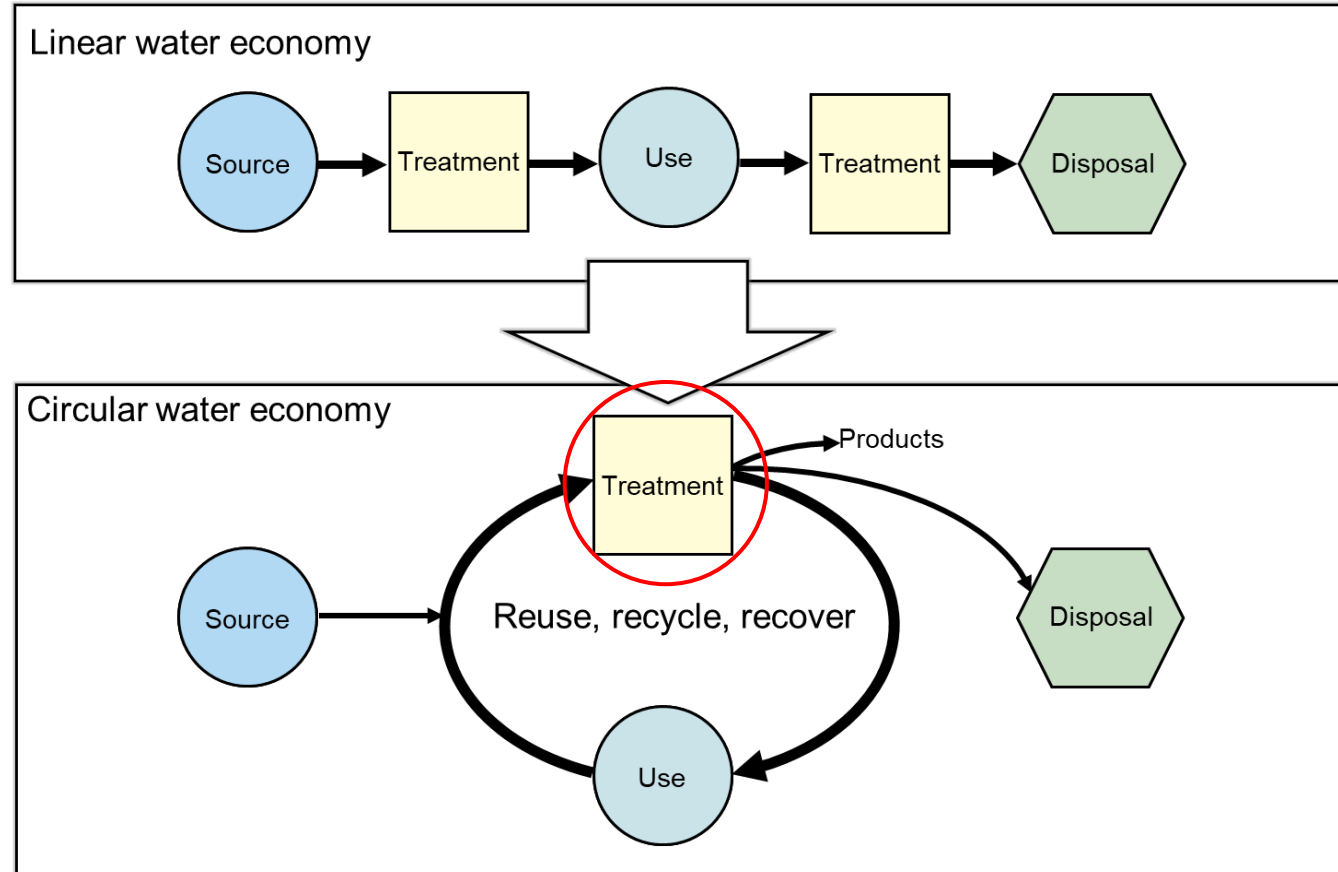 Linear water economy
Source
Treatment
Use
Treatment
Disposal
Circular water economy
Products
Treatment
Source
Reuse, recycle, recover
Disposal
Use